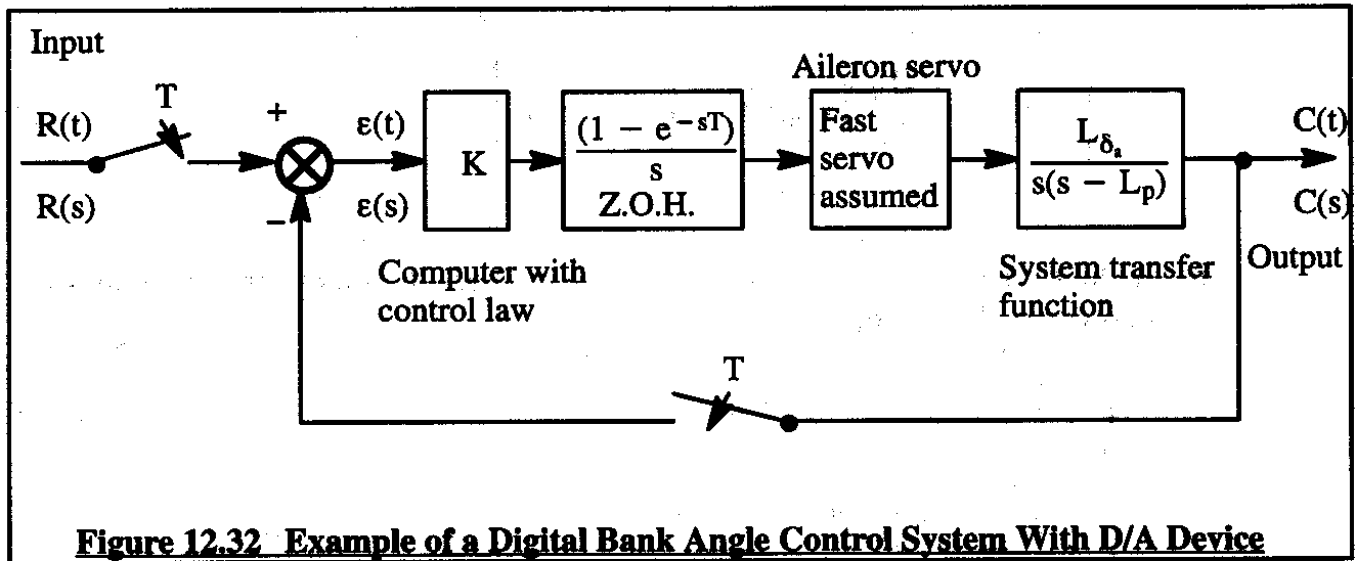 Input
Aileron servo
T
R(t)
R(s)
+
−
ε(t)
ε(s)
K
(1 − e⁻ˢᵀ)
s
Z.O.H.
Fast
servo
assumed
L_{δ_a}
s(s − L_p)
C(t)
C(s)
Output
Computer with
control law
System transfer
function
T
Figure 12.32 Example of a Digital Bank Angle Control System With D/A Device